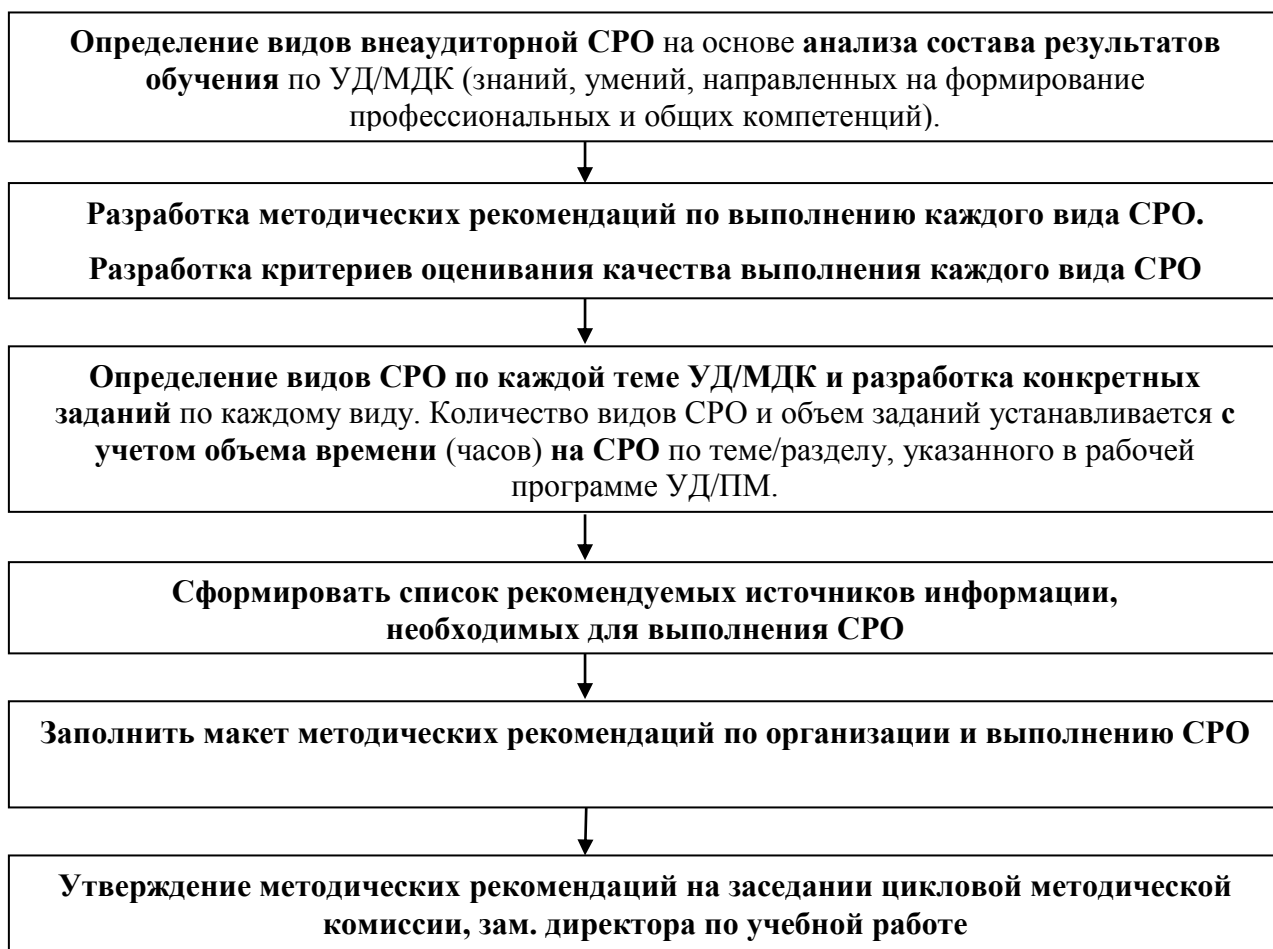 Определение видов внеаудиторной СРО на основе анализа состава результатов
обучения по УД/МДК (знаний, умений, направленных на формирование
профессиональных и общих компетенций).
Разработка методических рекомендаций по выполнению каждого вида СРО.
Разработка критериев оценивания качества выполнения каждого вида СРО
Определение видов СРО по каждой теме УД/МДК и разработка конкретных
заданий по каждому виду. Количество видов СРО и объем заданий устанавливается с
учетом объема времени (часов) на СРО по теме/разделу, указанного в рабочей
программе УД/ПМ.
Сформировать список рекомендуемых источников информации,
необходимых для выполнения СРО
Заполнить макет методических рекомендаций по организации и выполнению СРО
Утверждение методических рекомендаций на заседании цикловой методической
комиссии, зам. директора по учебной работе